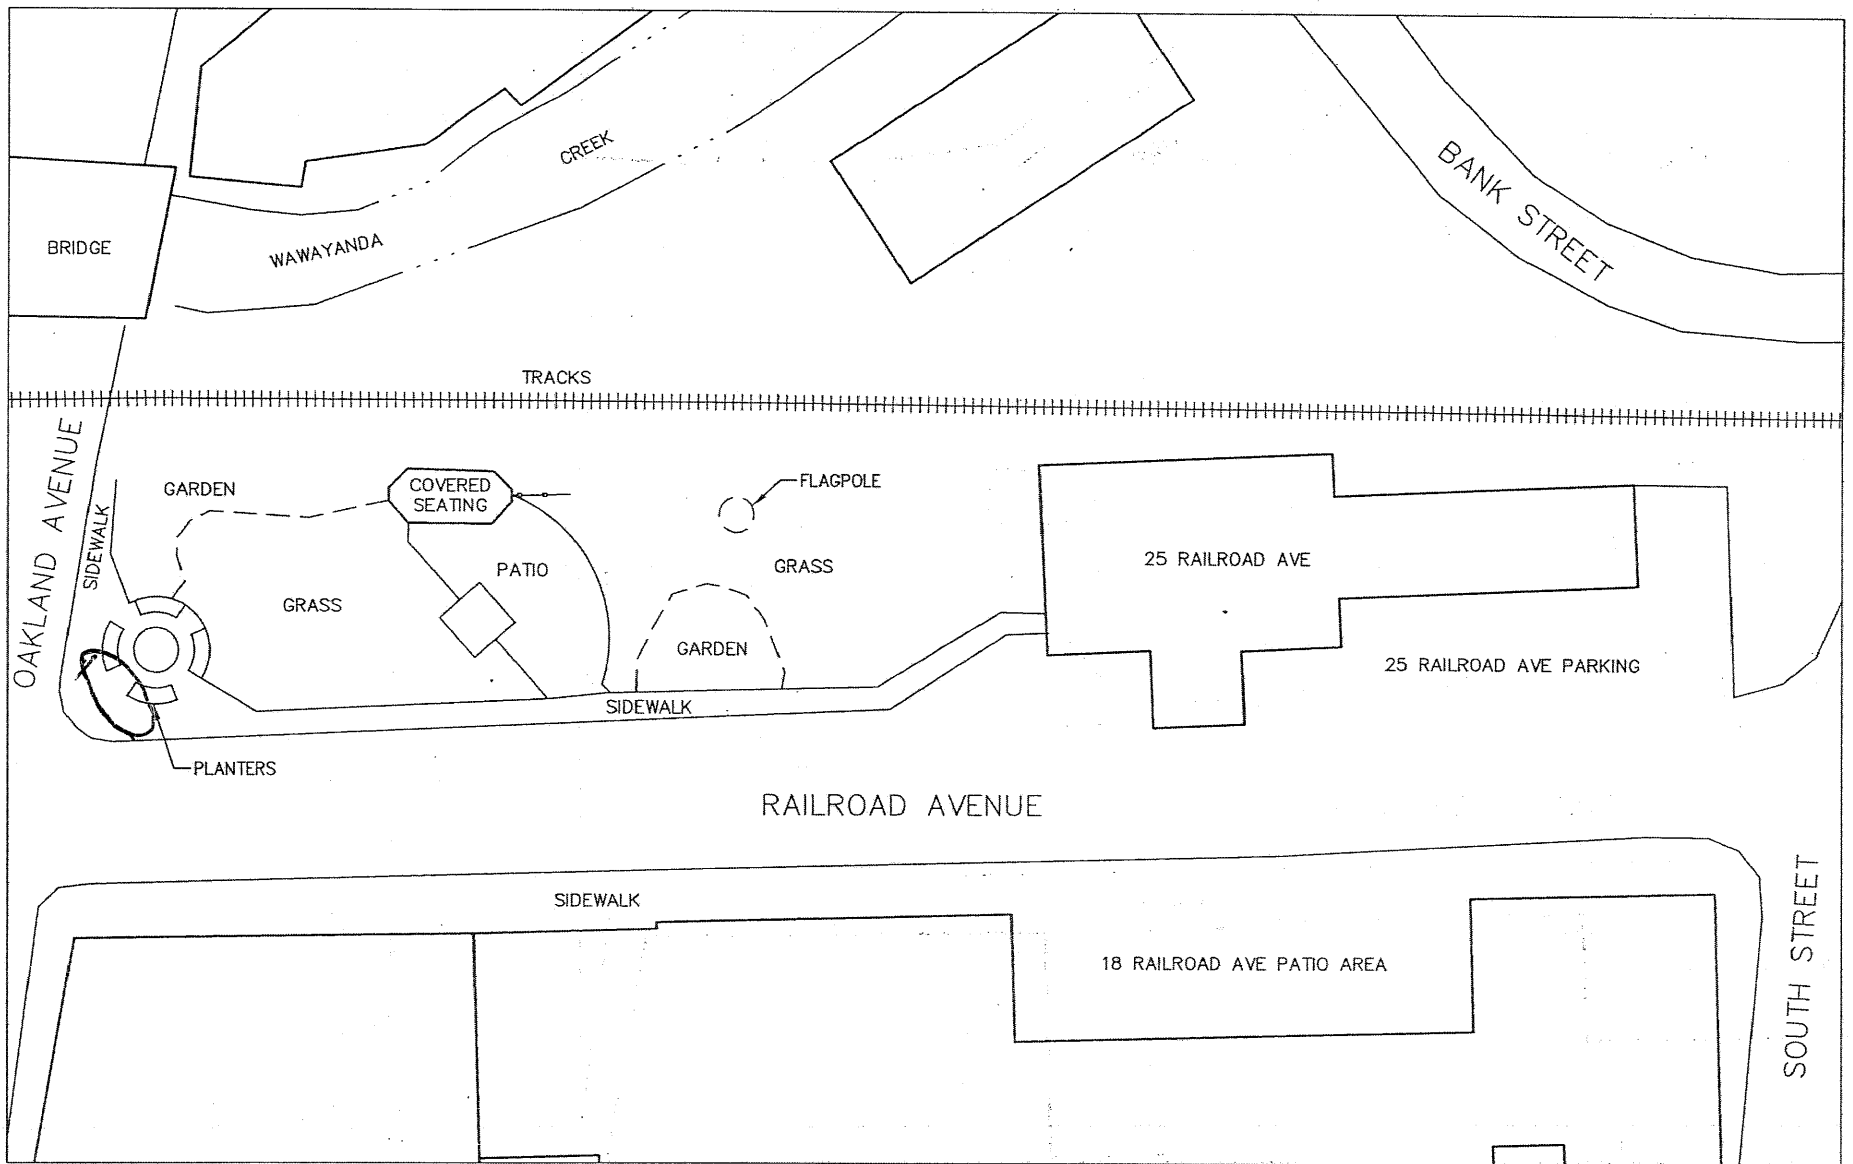 CREEK
BANK STREET
BRIDGE
WAWAYANDA
TRACKS
OAKLAND AVENUE
SIDEWALK
GARDEN
COVERED
SEATING
FLAGPOLE
PATIO
GRASS
GRASS
25 RAILROAD AVE
GARDEN
25 RAILROAD AVE PARKING
SIDEWALK
PLANTERS
RAILROAD AVENUE
SIDEWALK
18 RAILROAD AVE PATIO AREA
SOUTH STREET